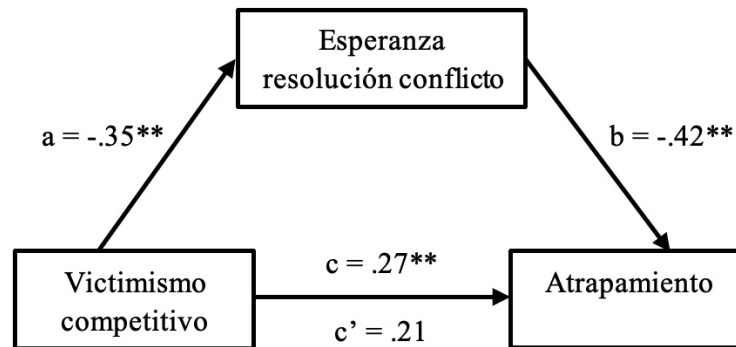 Esperanza
resolución conflicto
a = -.35**
b = -.42**
Victimismo
competitivo
c = .27**
c’ = .21
Atrapamiento